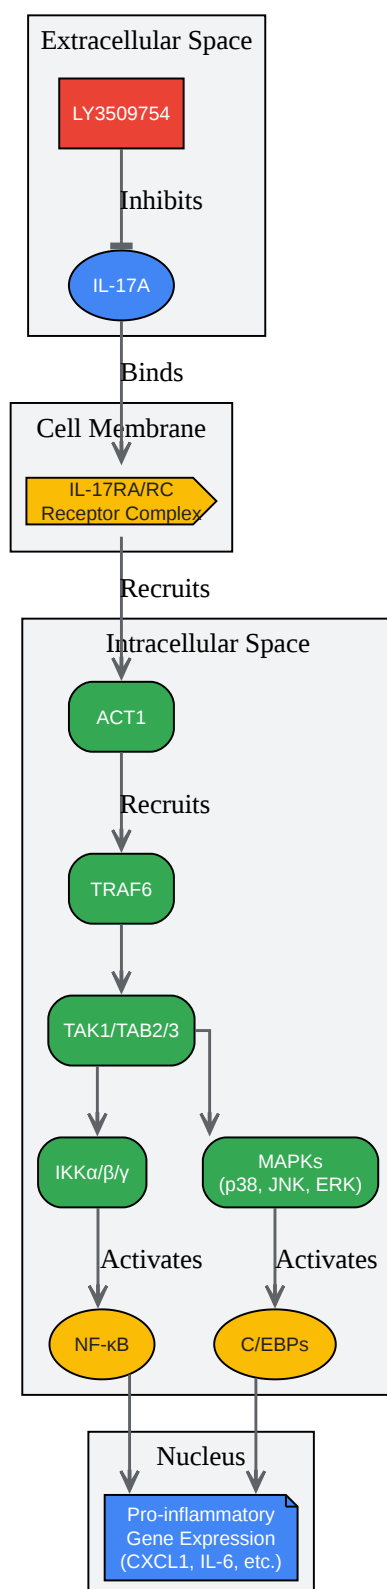 Extracellular Space
LY3509754
Inhibits
IL-17A
Binds
Cell Membrane
IL-17RA/RC
Receptor Complex
Recruits
Intracellular Space
ACT1
Recruits
TRAF6
TAK1/TAB2/3
IKKα/β/γ
MAPKs
(p38, JNK, ERK)
Activates
Activates
NF-κB
C/EBPs
Nucleus
Pro-inflammatory
Gene Expression
(CXCL1, IL-6, etc.)